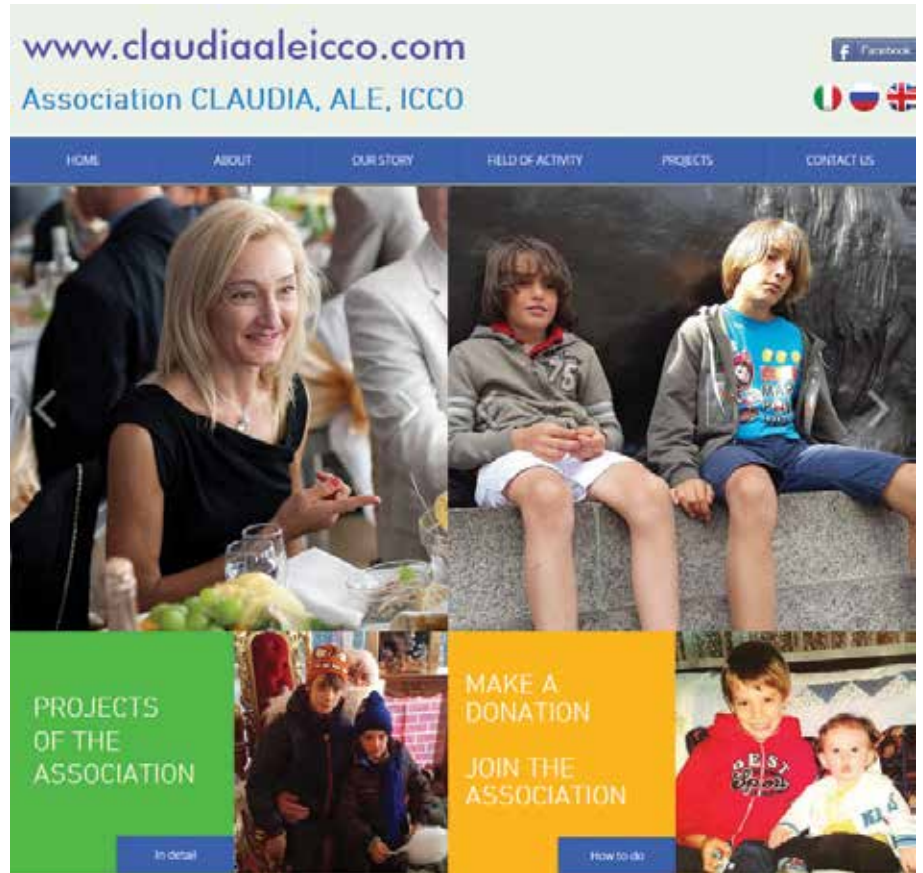 www.claudiaaleicco.com
Facebook
Association CLAUDIA, ALE, ICCO
HOME ABOUT OUR STORY FIELD OF ACTIVITY PROJECTS CONTACT US
75
PROJECTS
OF THE
ASSOCIATION
In detail
MAKE A
DONATION
JOIN THE
ASSOCIATION
How to do
BEST
Sport